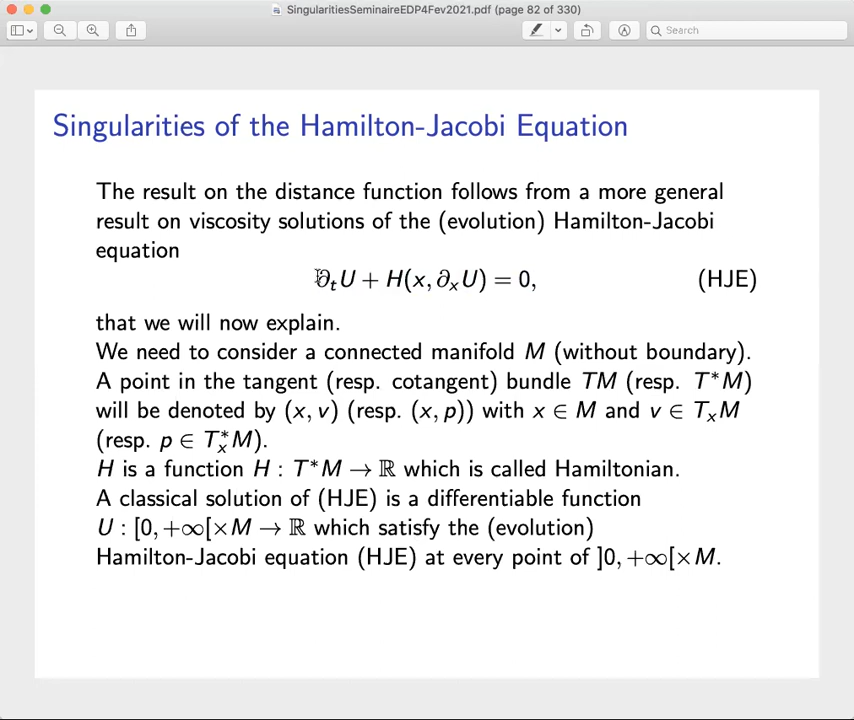 SingularitiesSeminaireEDP4Fev2021.pdf (page 82 of 330)
Search
Singularities of the Hamilton-Jacobi Equation
The result on the distance function follows from a more general
result on viscosity solutions of the (evolution) Hamilton-Jacobi
equation
∂ₜU + H(x, ∂ₓU) = 0, (HJE)
that we will now explain.
We need to consider a connected manifold M (without boundary).
A point in the tangent (resp. cotangent) bundle TM (resp. T*M)
will be denoted by (x, v) (resp. (x, p)) with x ∈ M and v ∈ TₓM
(resp. p ∈ Tₓ*M).
H is a function H : T*M → ℝ which is called Hamiltonian.
A classical solution of (HJE) is a differentiable function
U : [0, +∞[×M → ℝ which satisfy the (evolution)
Hamilton-Jacobi equation (HJE) at every point of ]0, +∞[×M.